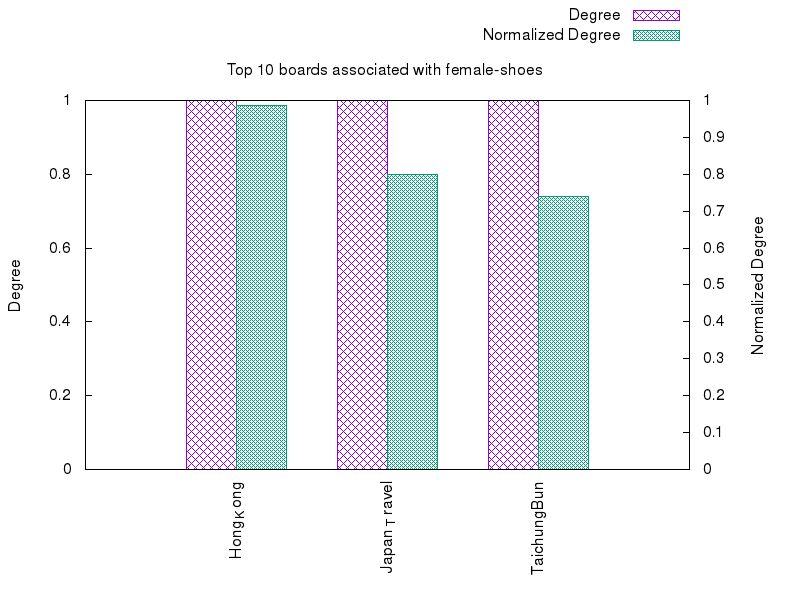 Degree
Normalized Degree
Top 10 boards associated with female-shoes
1
0.8
0.6
0.4
0.2
0
1
0.9
0.8
0.7
0.6
0.5
0.4
0.3
0.2
0.1
0
Degree
Normalized Degree
HongKong
JapanTravel
TaichungBun